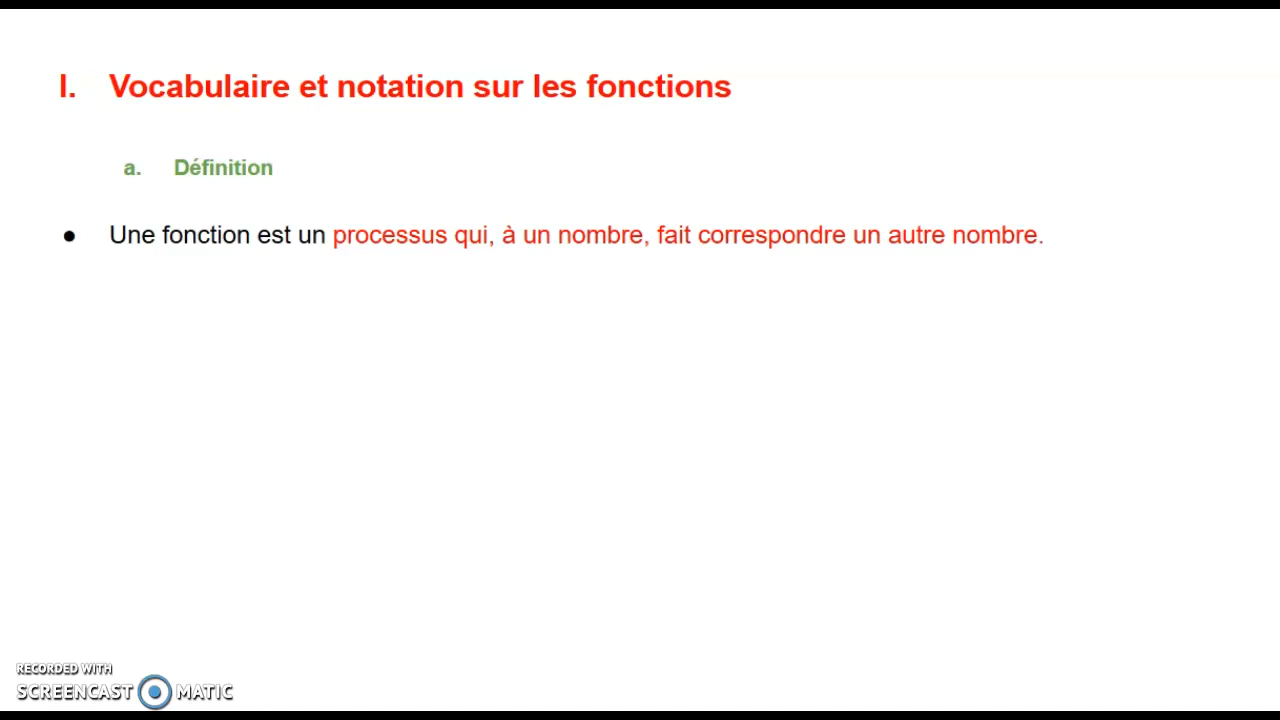 I. Vocabulaire et notation sur les fonctions
a. Définition
● Une fonction est un processus qui, à un nombre, fait correspondre un autre nombre.
RECORDED WITH
SCREENCAST MATIC